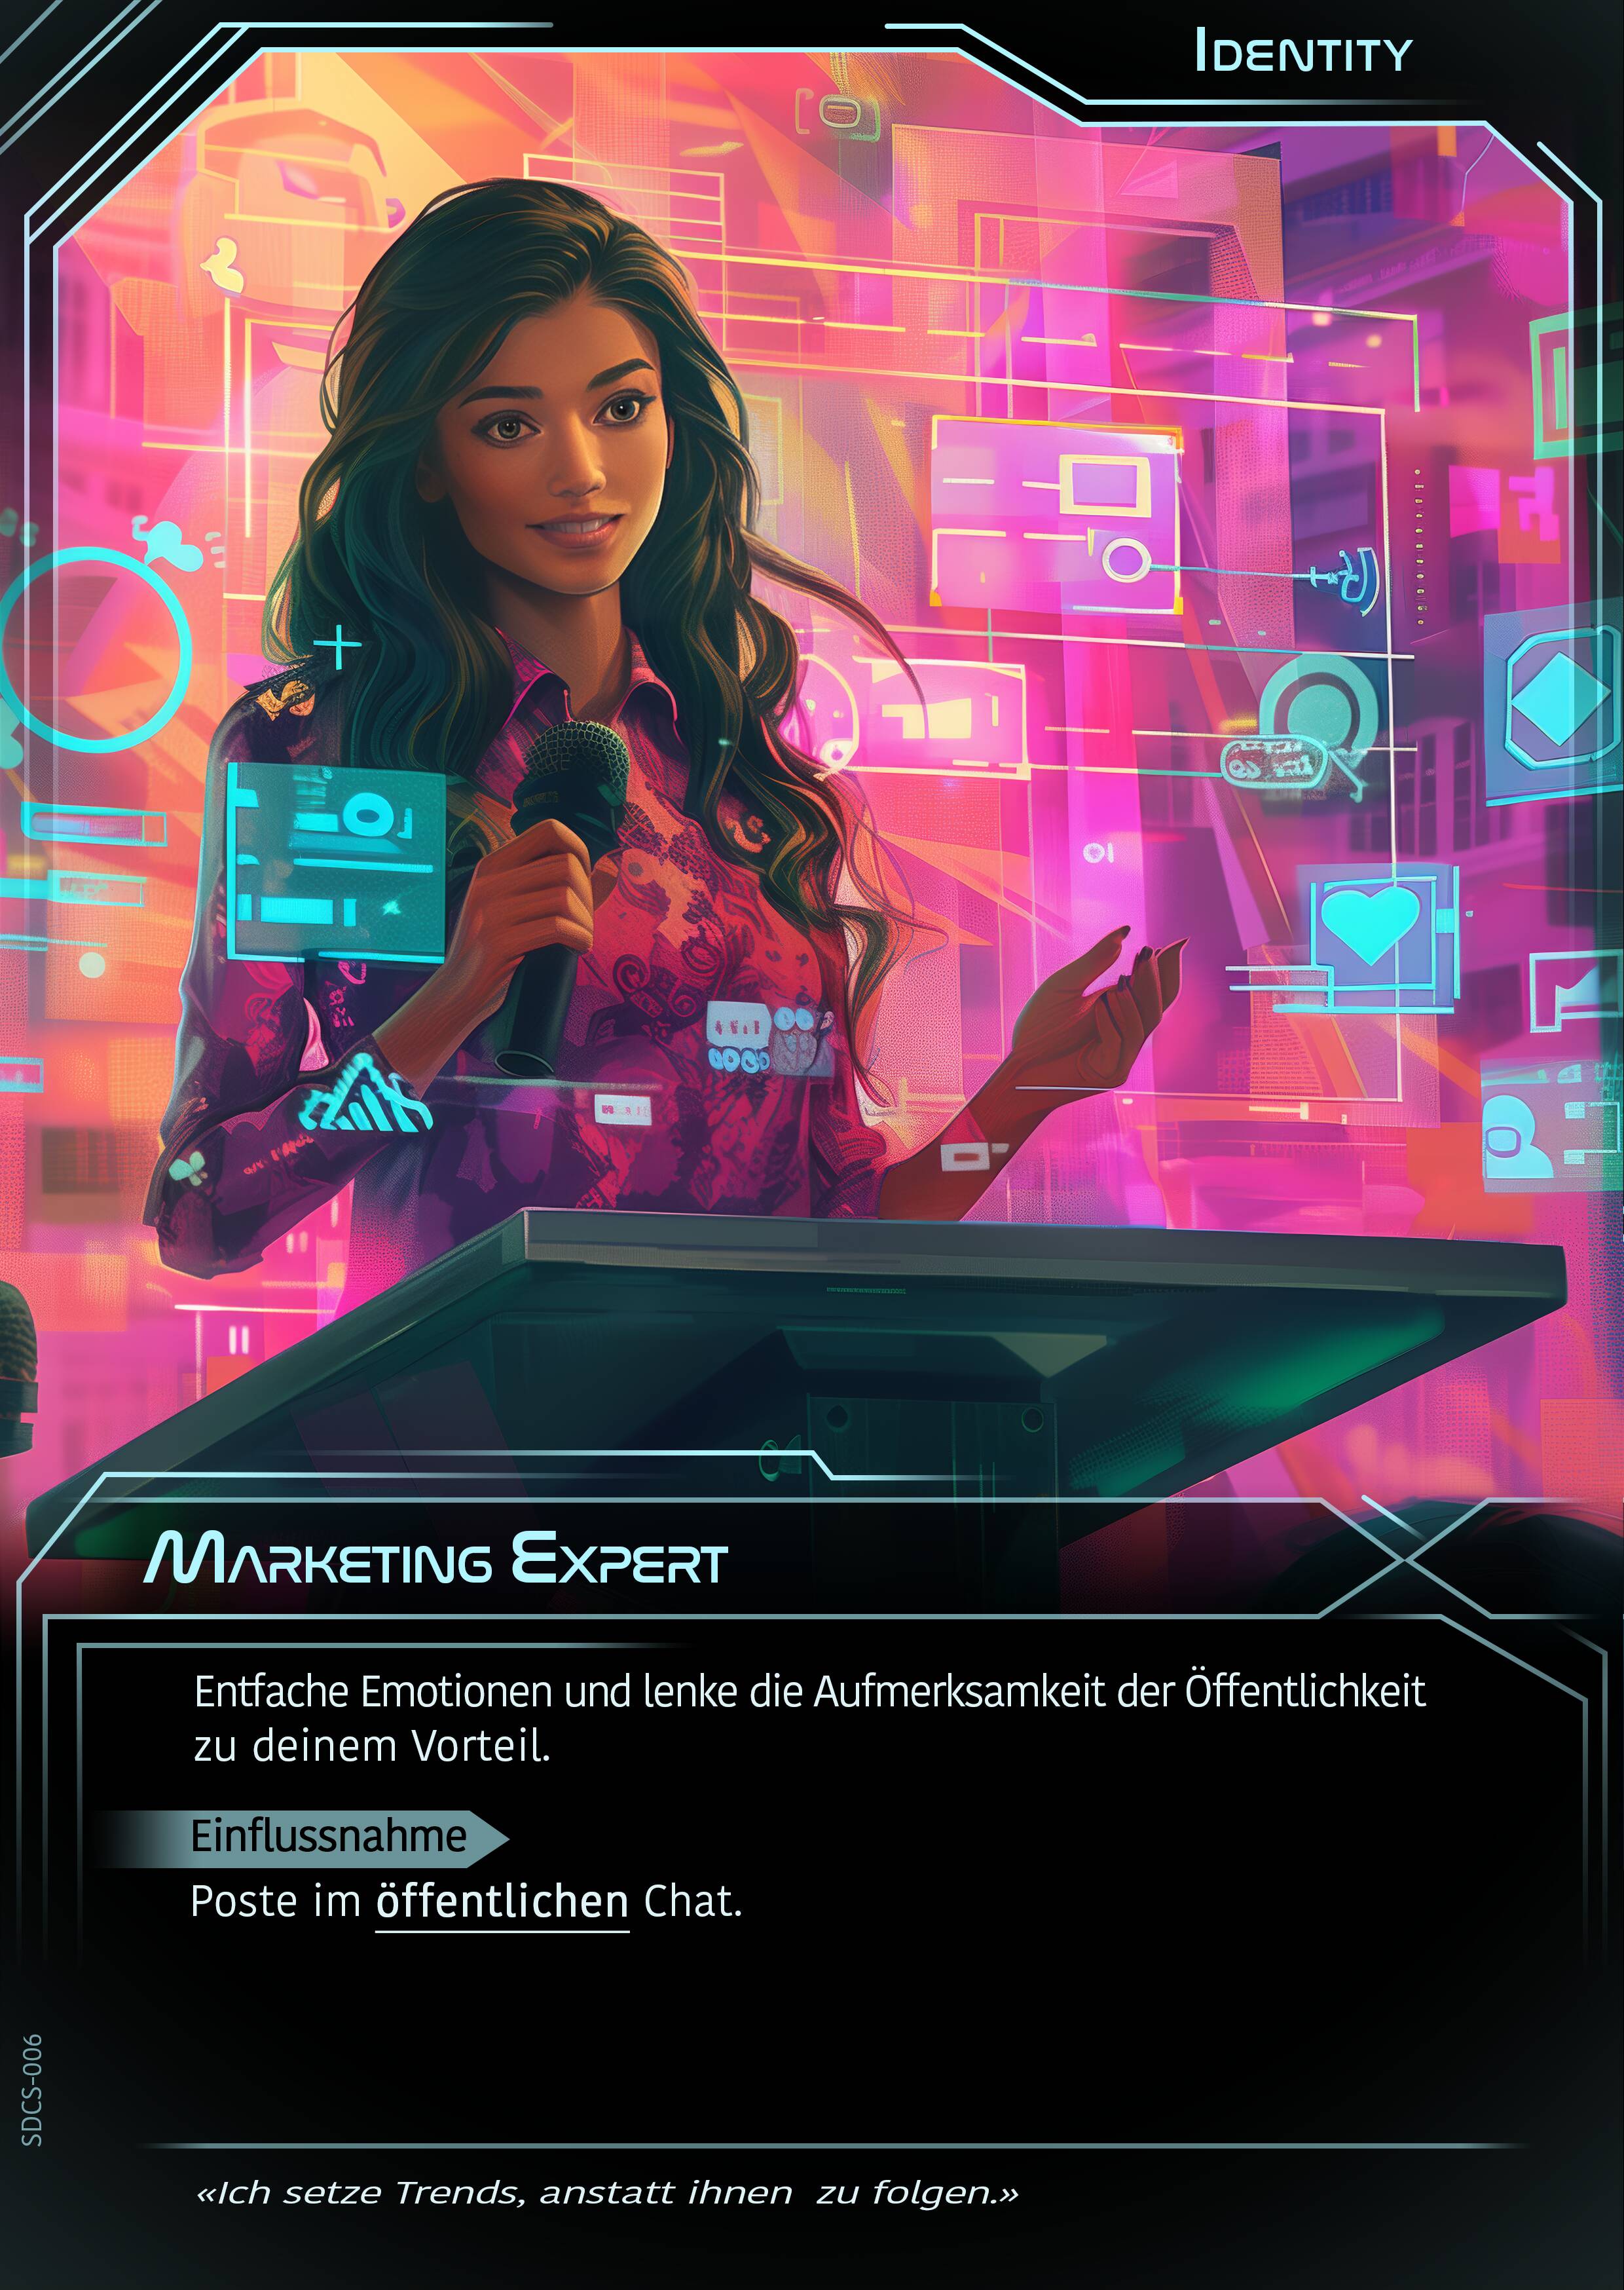 Identity
Marketing Expert
Entfache Emotionen und lenke die Aufmerksamkeit der Öffentlichkeit
zu deinem Vorteil.
Einflussnahme
Poste im öffentlichen Chat.
SDCS-006
«Ich setze Trends, anstatt ihnen zu folgen.»